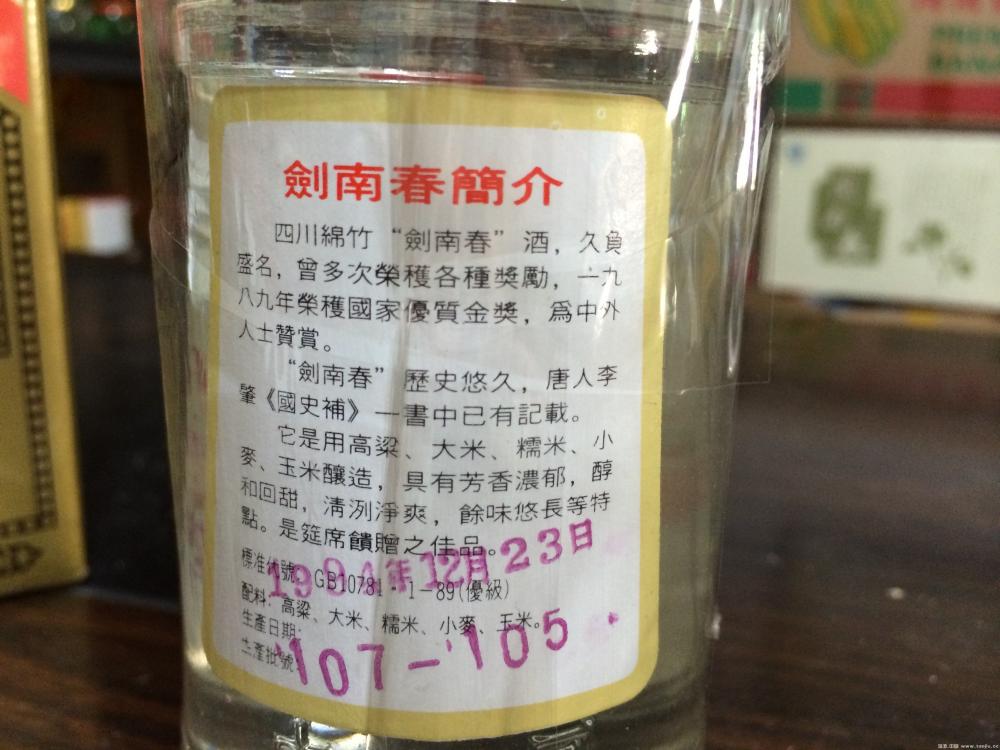 劍南春簡介
四川綿竹“劍南春”酒，久負
盛名，曾多次榮獲各種獎勵，一九
八九年榮獲國家優質金獎，爲中外
人士贊賞。
“劍南春”歷史悠久，唐人李
肇《國史補》一書中已有記載。
它是用高粱、大米、糯米、小
麥、玉米釀造，具有芳香濃郁，醇
和回甜，清洌淨爽，餘味悠長等特
點。是筵席饋贈之佳品。
1994年12月23日
標准代號：GB10781·1-89(優級)
配料：高粱、大米、糯米、小麥、玉米。
生產日期：
生產批號：107-105